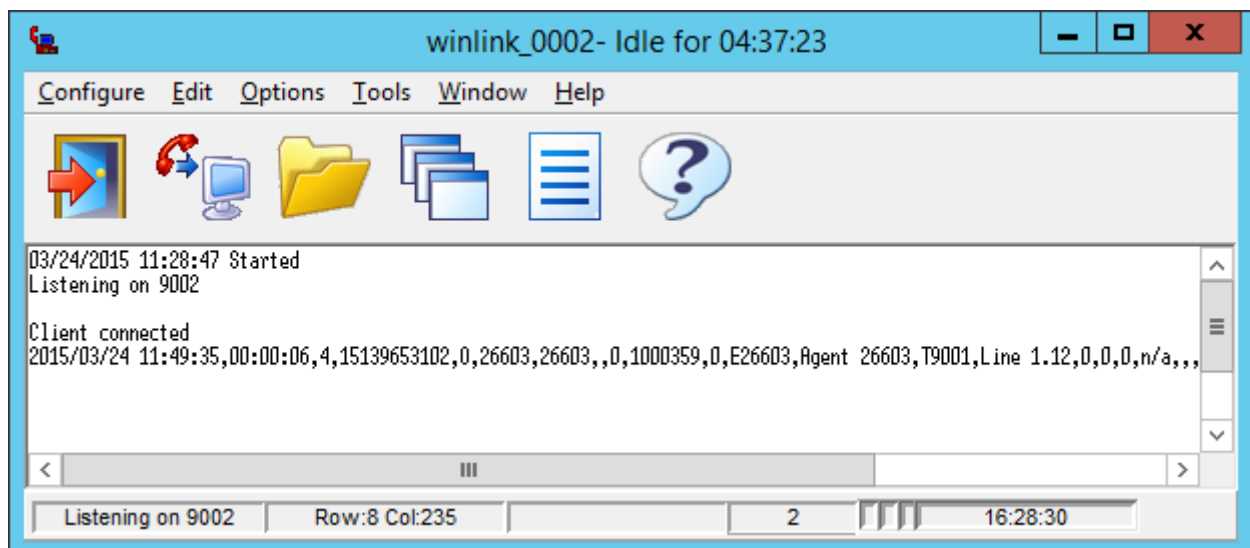 winlink_0002- Idle for 04:37:23
Configure Edit Options Tools Window Help
03/24/2015 11:28:47 Started
Listening on 9002
Client connected
2015/03/24 11:49:35,00:00:06,4,15139653102,0,26603,26603,,0,1000359,0,E26603,Agent 26603,T9001,Line 1.12,0,0,0,n/a,,,
Listening on 9002 Row:8 Col:235 2 16:28:30